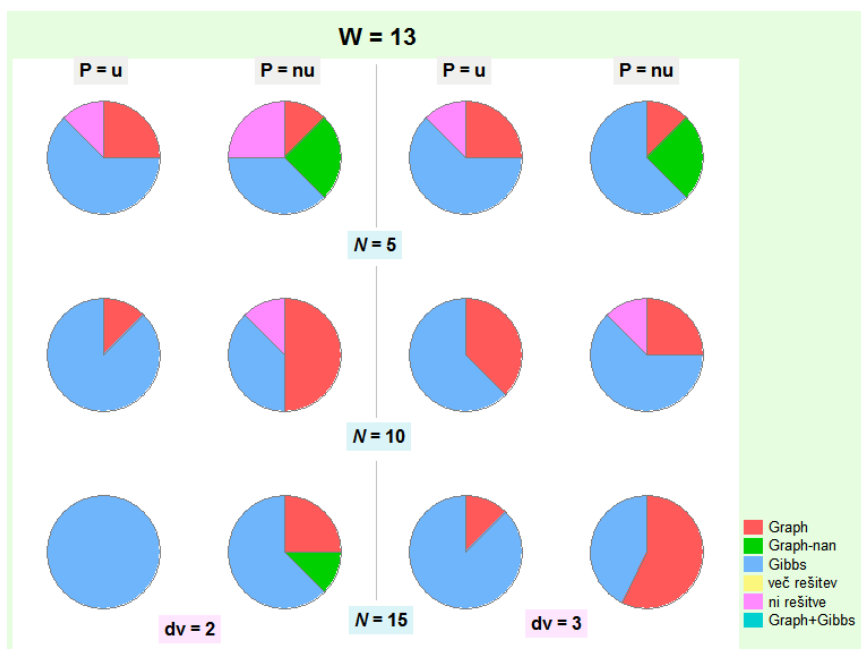 W = 13
P = u
P = nu
P = u
P = nu
N = 5
N = 10
N = 15
dv = 2
dv = 3
Graph
Graph-nan
Gibbs
več rešitev
ni rešitve
Graph+Gibbs